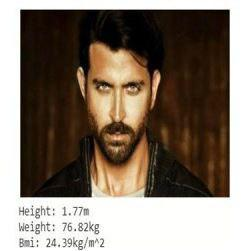 Height: 1.77m
Weight: 76.82kg
Bmi: 24.39kg/m^2